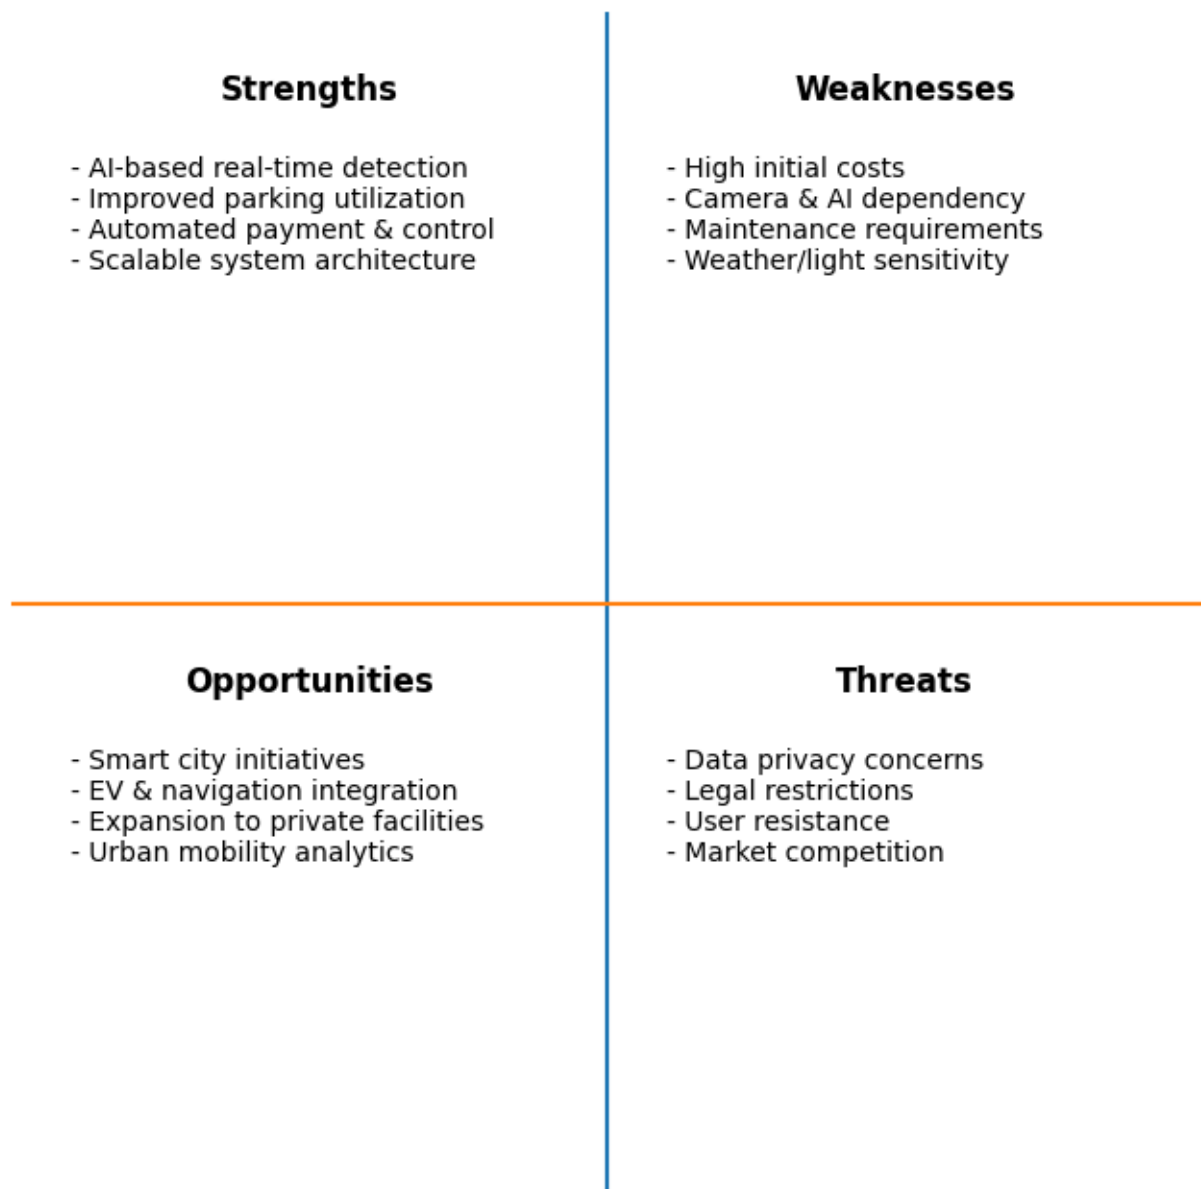 Strengths
- AI-based real-time detection
- Improved parking utilization
- Automated payment & control
- Scalable system architecture
Weaknesses
- High initial costs
- Camera & AI dependency
- Maintenance requirements
- Weather/light sensitivity
Opportunities
- Smart city initiatives
- EV & navigation integration
- Expansion to private facilities
- Urban mobility analytics
Threats
- Data privacy concerns
- Legal restrictions
- User resistance
- Market competition